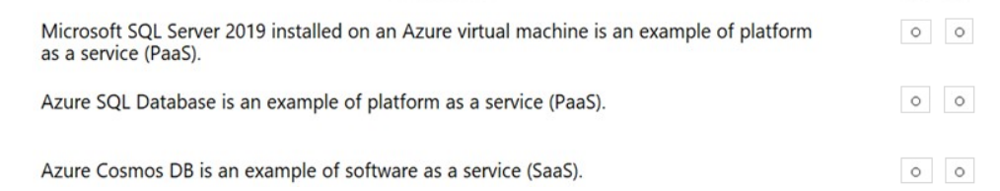 Microsoft SQL Server 2019 installed on an Azure virtual machine is an example of platform
as a service (PaaS).
Azure SQL Database is an example of platform as a service (PaaS).
Azure Cosmos DB is an example of software as a service (SaaS).